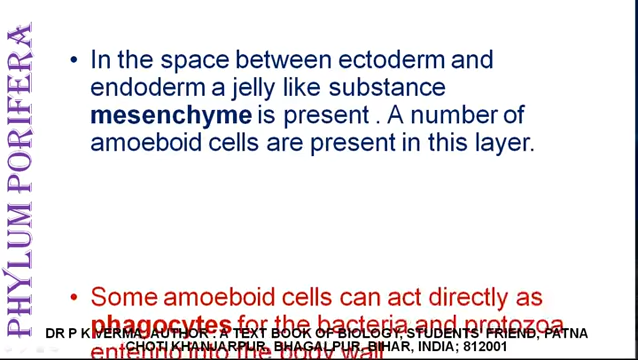 PHYLUM PORIFERA
• In the space between ectoderm and
endoderm a jelly like substance
mesenchyme is present . A number of
amoeboid cells are present in this layer.
• Some amoeboid cells can act directly as
phagocytes for the bacteria and protozoa
entering into the body wall
DR P K VERMA, AUTHOR : A TEXT BOOK OF BIOLOGY, STUDENTS' FRIEND, PATNA
CHOTI KHANJARPUR, BHAGALPUR, BIHAR, INDIA; 812001